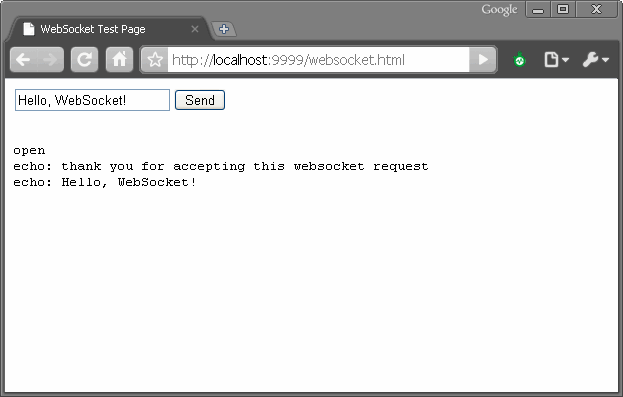 Google
WebSocket Test Page
http://localhost:9999/websocket.html
Hello, WebSocket! Send
open
echo: thank you for accepting this websocket request
echo: Hello, WebSocket!